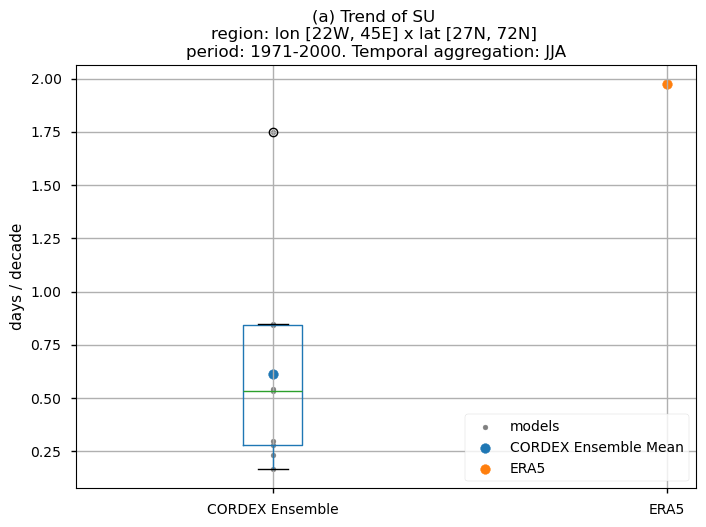 (a) Trend of SU
region: lon [22W, 45E] x lat [27N, 72N]
period: 1971-2000. Temporal aggregation: JJA
days / decade
2.00
1.75
1.50
1.25
1.00
0.75
0.50
0.25
models
CORDEX Ensemble Mean
ERA5
CORDEX Ensemble
ERA5